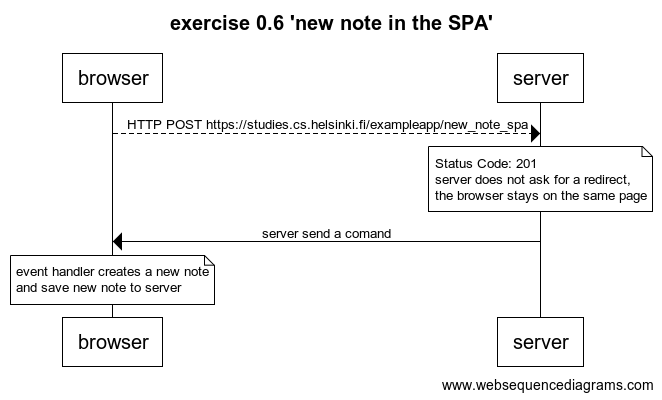 exercise 0.6 'new note in the SPA'
browser
server
HTTP POST https://studies.cs.helsinki.fi/exampleapp/new_note_spa
Status Code: 201
server does not ask for a redirect,
the browser stays on the same page
server send a comand
event handler creates a new note
and save new note to server
browser
server
www.websequencediagrams.com